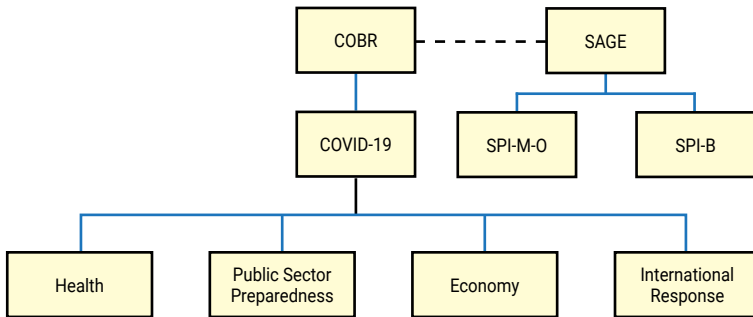 COBR
SAGE
COVID-19
SPI-M-O
SPI-B
Health
Public Sector
Preparedness
Economy
International
Response